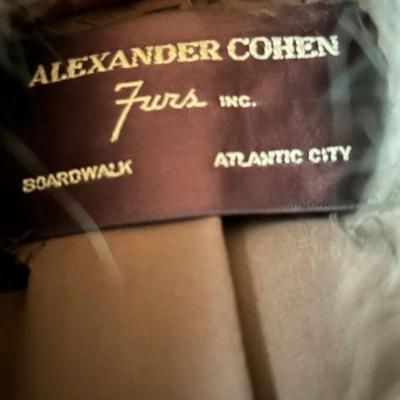 ALEXANDER COHEN
Furs INC.
BOARDWALK ATLANTIC CITY